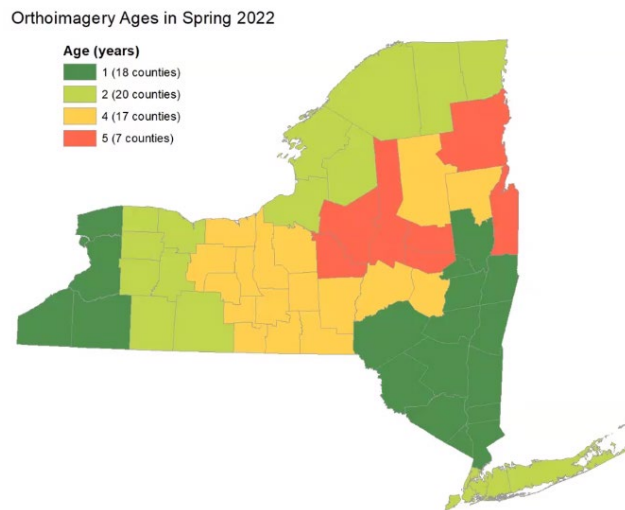 Orthoimagery Ages in Spring 2022
Age (years)
1 (18 counties)
2 (20 counties)
4 (17 counties)
5 (7 counties)